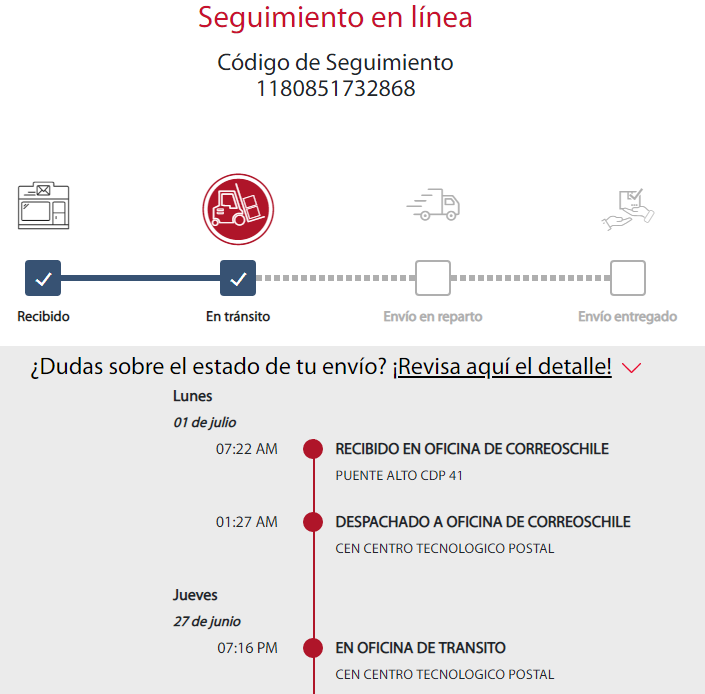 Seguimiento en línea
Código de Seguimiento
1180851732868
Recibido
En tránsito
Envío en reparto
Envío entregado
¿Dudas sobre el estado de tu envío? ¡Revisa aquí el detalle!
Lunes
01 de julio
07:22 AM RECIBIDO EN OFICINA DE CORREOSCHILE
PUENTE ALTO CDP 41
01:27 AM DESPACHADO A OFICINA DE CORREOSCHILE
CEN CENTRO TECNOLOGICO POSTAL
Jueves
27 de junio
07:16 PM EN OFICINA DE TRANSITO
CEN CENTRO TECNOLOGICO POSTAL